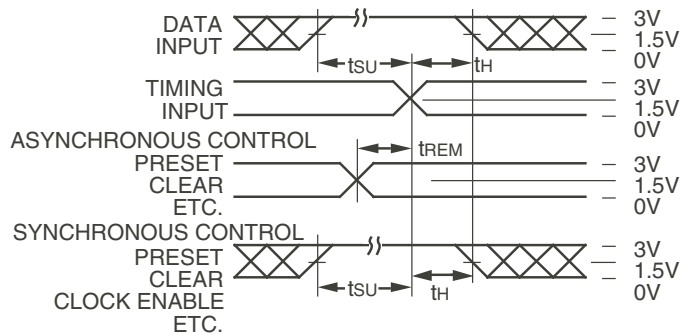 DATA
INPUT
3V
1.5V
0V
tSU
tH
TIMING
INPUT
3V
1.5V
0V
ASYNCHRONOUS CONTROL
tREM
PRESET
CLEAR
ETC.
3V
1.5V
0V
SYNCHRONOUS CONTROL
PRESET
CLEAR
CLOCK ENABLE
ETC.
3V
1.5V
0V
tSU
tH